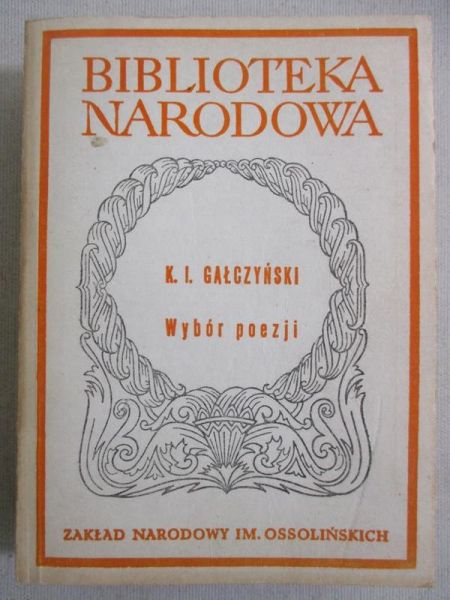 BIBLIOTEKA
NARODOWA
K. I. GAŁCZYŃSKI
Wybór poezji
ZAKŁAD NARODOWY IM. OSSOLIŃSKICH